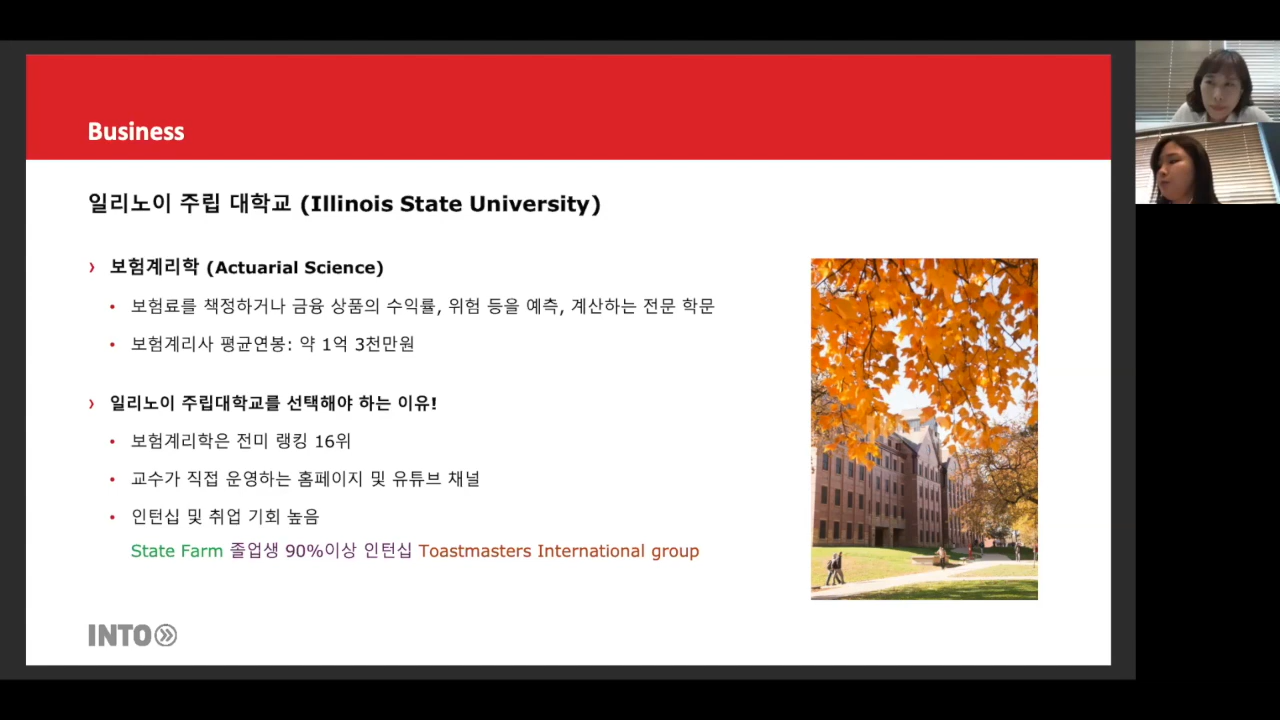 Business
일리노이 주립 대학교 (Illinois State University)
› 보험계리학 (Actuarial Science)
• 보험료를 책정하거나 금융 상품의 수익률, 위험 등을 예측, 계산하는 전문 학문
• 보험계리사 평균연봉: 약 1억 3천만원
› 일리노이 주립대학교를 선택해야 하는 이유!
• 보험계리학은 전미 랭킹 16위
• 교수가 직접 운영하는 홈페이지 및 유튜브 채널
• 인턴십 및 취업 기회 높음
State Farm 졸업생 90%이상 인턴십 Toastmasters International group
INTO